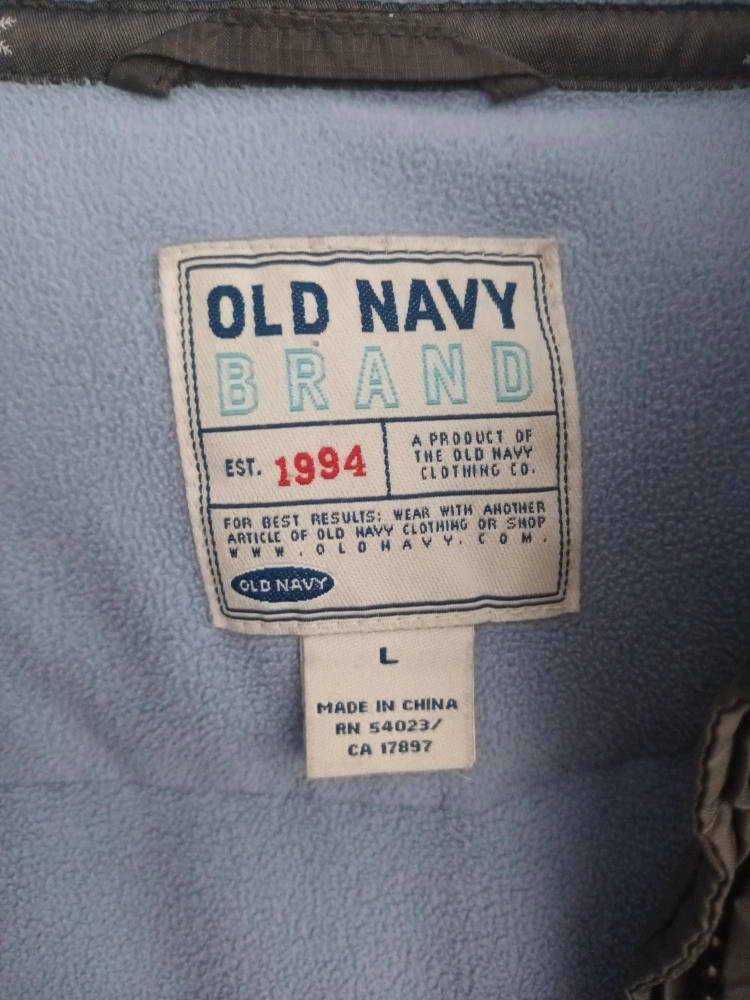 OLD NAVY
BRAND
EST. 1994
A PRODUCT OF
THE OLD NAVY
CLOTHING CO.
FOR BEST RESULTS: WEAR WITH ANOTHER
ARTICLE OF OLD NAVY CLOTHING OR SHOP
WWW.OLDNAVY.COM.
OLD NAVY
L
MADE IN CHINA
RN 54023/
CA 17897